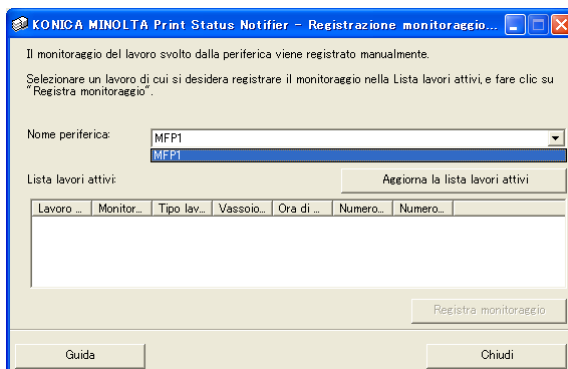 KONICA MINOLTA Print Status Notifier - Registrazione monitoraggio...
Il monitoraggio del lavoro svolto dalla periferica viene registrato manualmente.
Selezionare un lavoro di cui si desidera registrare il monitoraggio nella Lista lavori attivi, e fare clic su
"Registra monitoraggio".
Nome periferica:
MFP1
MFP1
Lista lavori attivi:
Aggiorna la lista lavori attivi
Lavoro ... Monitor... Tipo lav... Vassoio... Ora di ... Numero... Numero...
Registra monitoraggio
Guida
Chiudi